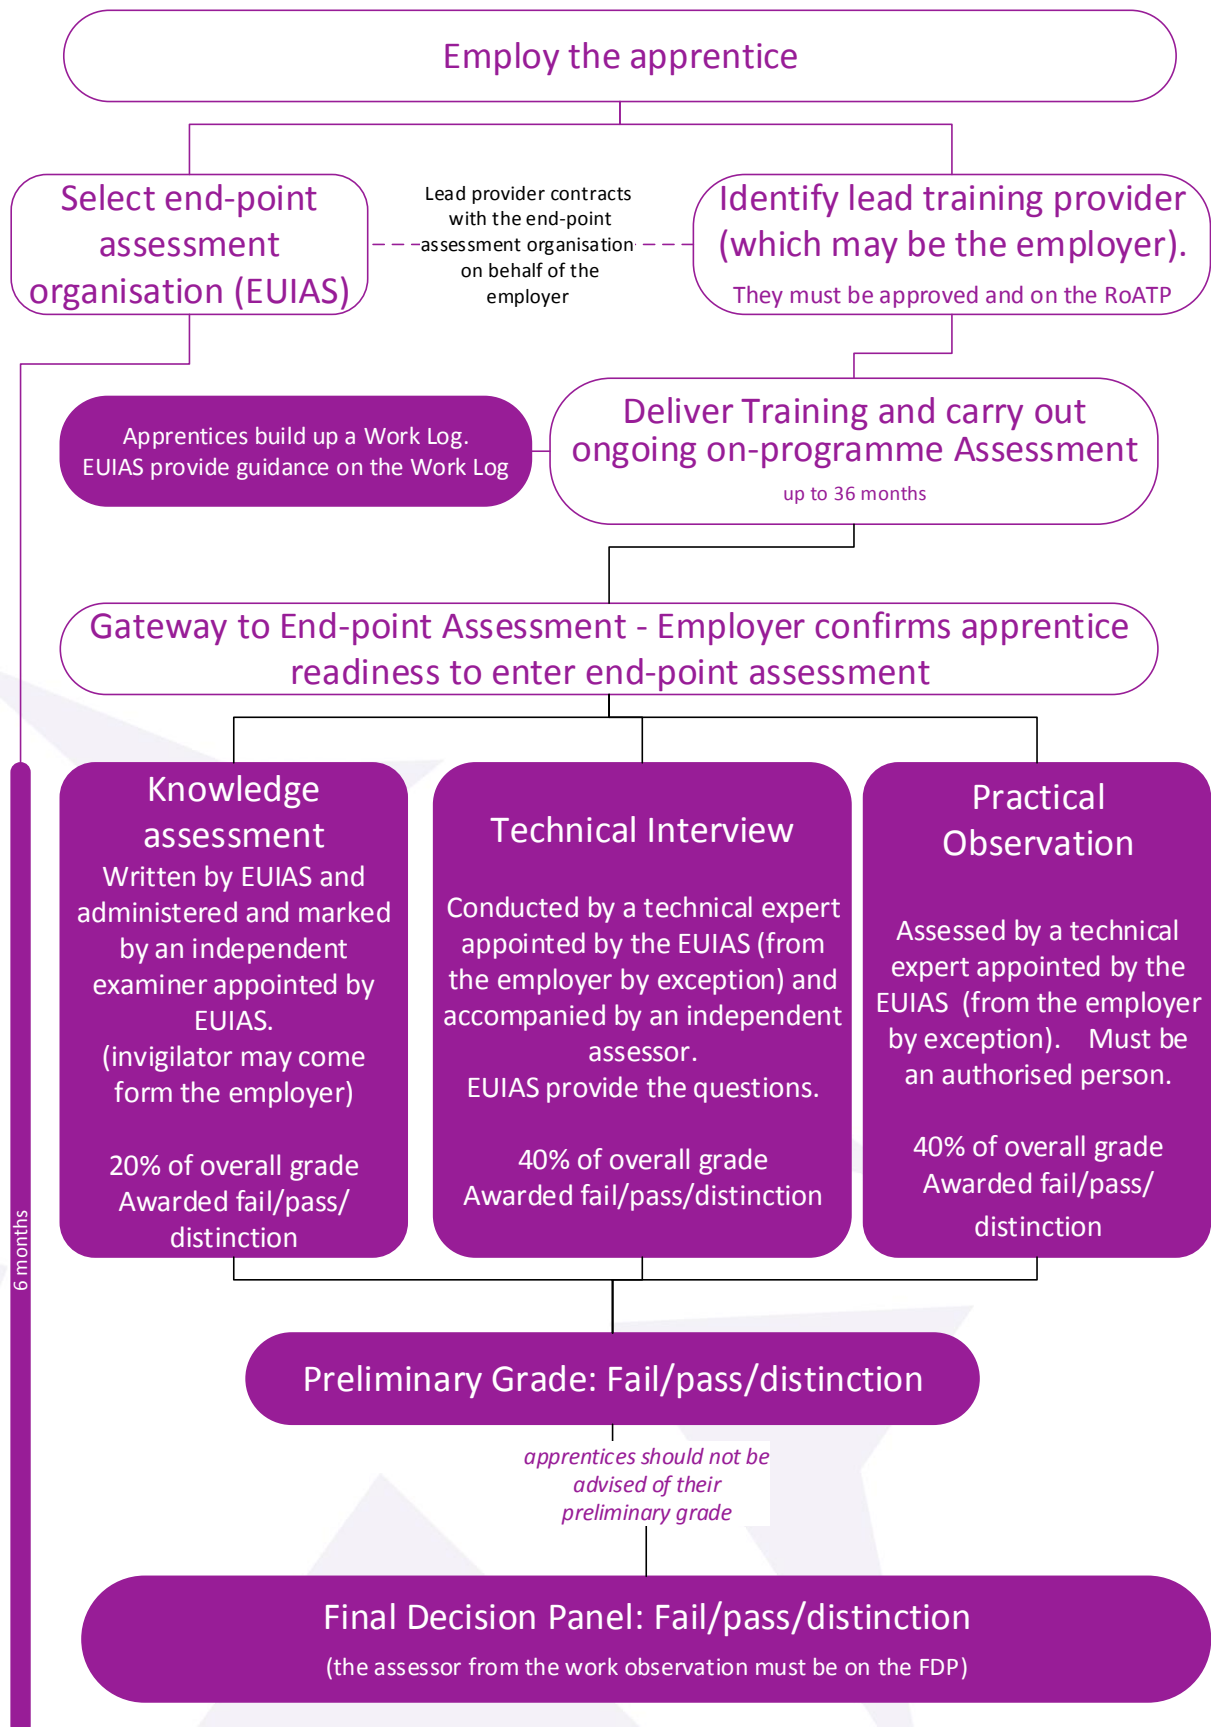 Employ the apprentice
Select end-point
assessment
organisation (EUIAS)
Lead provider contracts
with the end-point
assessment organisation
on behalf of the
employer
Identify lead training provider
(which may be the employer).
They must be approved and on the RoATP
Apprentices build up a Work Log.
EUIAS provide guidance on the Work Log
Deliver Training and carry out
ongoing on-programme Assessment
up to 36 months
Gateway to End-point Assessment - Employer confirms apprentice
readiness to enter end-point assessment
Knowledge
assessment
Written by EUIAS and
administered and marked
by an independent
examiner appointed by
EUIAS.
(invigilator may come
form the employer)
20% of overall grade
Awarded fail/pass/
distinction
Technical Interview
Conducted by a technical expert
appointed by the EUIAS (from
the employer by exception) and
accompanied by an independent
assessor.
EUIAS provide the questions.
40% of overall grade
Awarded fail/pass/distinction
Practical
Observation
Assessed by a technical
expert appointed by the
EUIAS (from the employer
by exception). Must be
an authorised person.
40% of overall grade
Awarded fail/pass/
distinction
6 months
Preliminary Grade: Fail/pass/distinction
apprentices should not be
advised of their
preliminary grade
Final Decision Panel: Fail/pass/distinction
(the assessor from the work observation must be on the FDP)